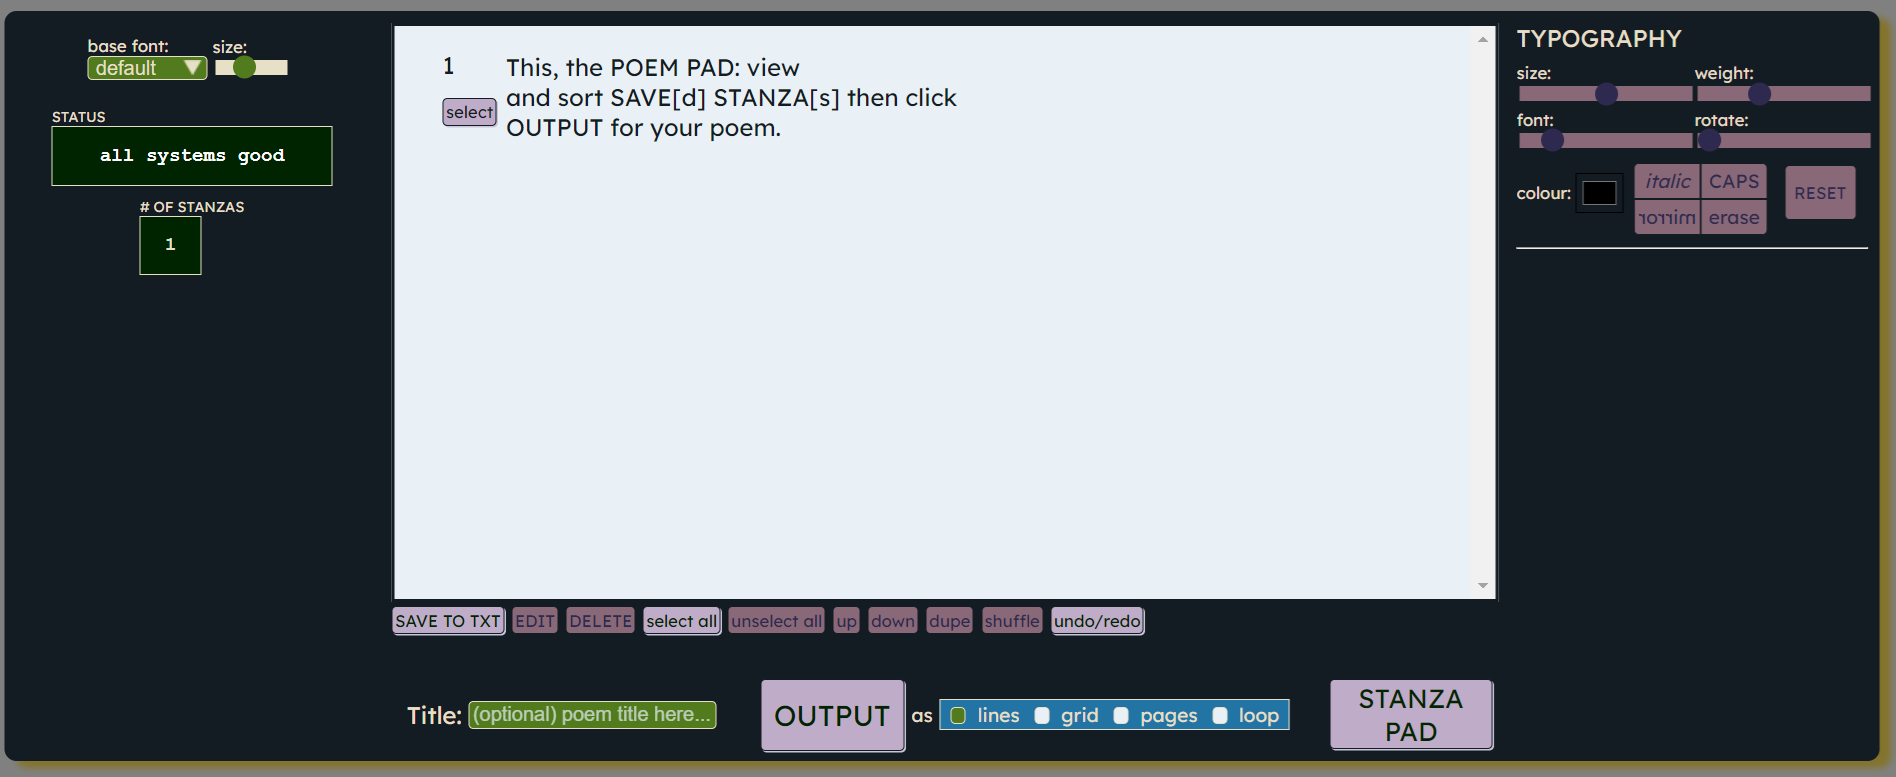 base font: size:
default
STATUS
all systems good
# OF STANZAS
1
1
This, the POEM PAD: view
and sort SAVE[d] STANZA[s] then click
OUTPUT for your poem.
select
TYPOGRAPHY
size: weight:
font: rotate:
colour: italic CAPS RESET
mirror erase
SAVE TO TXT EDIT DELETE select all unselect all up down dupe shuffle undo/redo
Title: (optional) poem title here... OUTPUT as lines grid pages loop STANZA
PAD